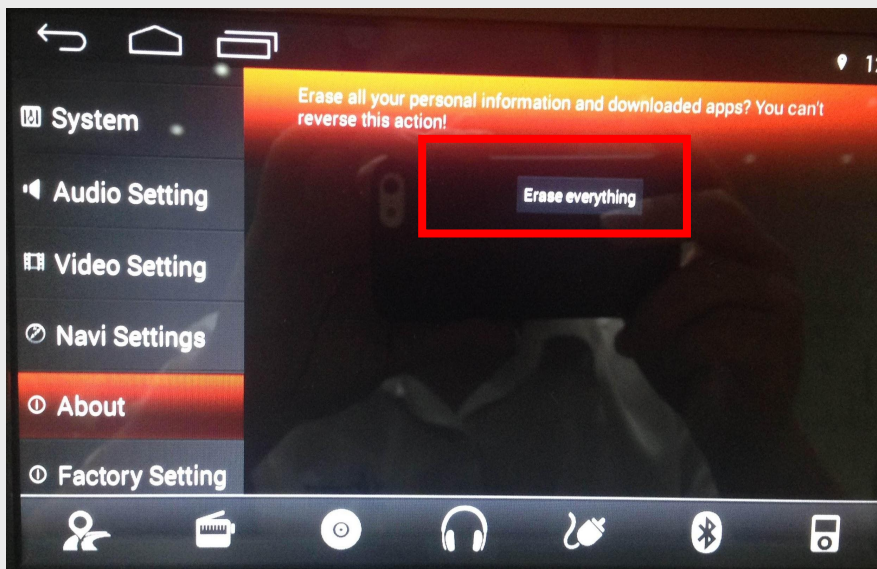 Erase all your personal information and downloaded apps? You can't
reverse this action!
Erase everything
System
Audio Setting
Video Setting
Navi Settings
About
Factory Setting